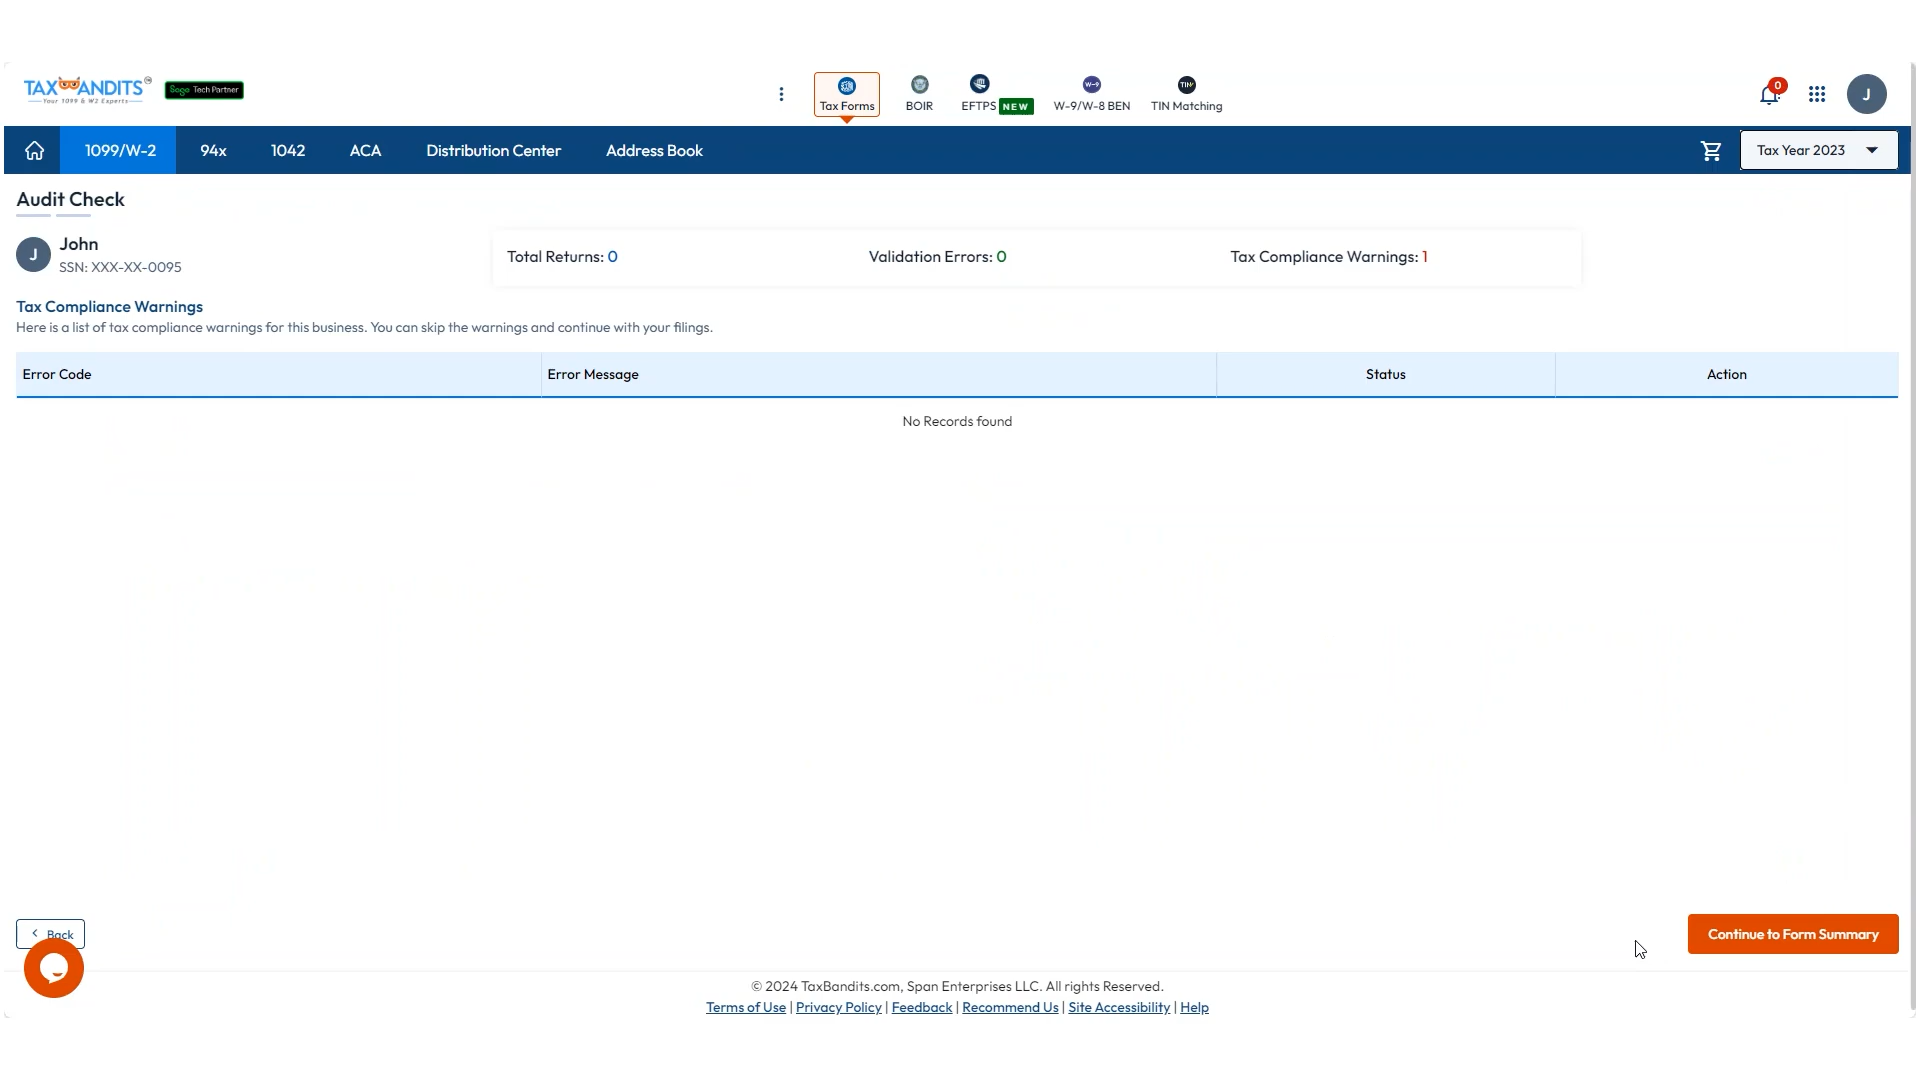 TAXBANDITS
Your 1099 & W2 Experts
Sage Tech Partner
Tax Forms
BOIR
EFTPS NEW
W-9
W-9/W-8 BEN
TIN
TIN Matching
0
J
1099/W-2
94x
1042
ACA
Distribution Center
Address Book
Tax Year 2023
Audit Check
J
John
SSN: XXX-XX-0095
Total Returns: 0
Validation Errors: 0
Tax Compliance Warnings: 1
Tax Compliance Warnings
Here is a list of tax compliance warnings for this business. You can skip the warnings and continue with your filings.
Error Code
Error Message
Status
Action
No Records found
Back
Continue to Form Summary
© 2024 TaxBandits.com, Span Enterprises LLC. All rights Reserved.
Terms of Use | Privacy Policy | Feedback | Recommend Us | Site Accessibility | Help